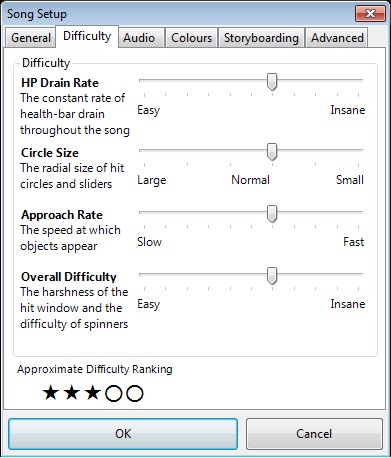 Song Setup
General Difficulty Audio Colours Storyboarding Advanced
Difficulty
HP Drain Rate
The constant rate of
health-bar drain
throughout the song
Easy Insane
Circle Size
The radial size of hit
circles and sliders
Large Normal Small
Approach Rate
The speed at which
objects appear
Slow Fast
Overall Difficulty
The harshness of the
hit window and the
difficulty of spinners
Easy Insane
Approximate Difficulty Ranking
OK Cancel